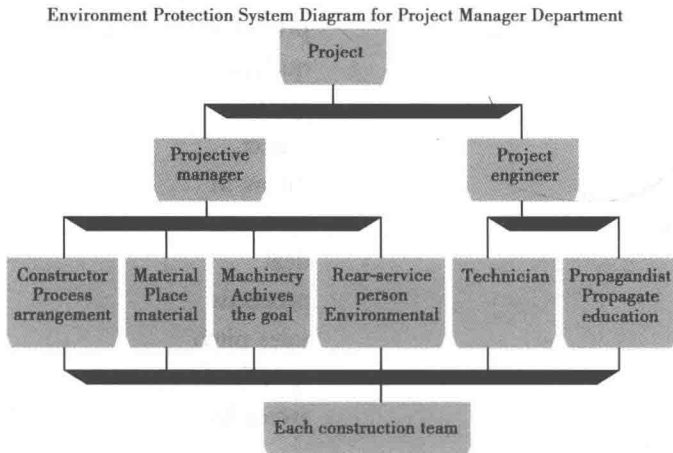 Environment Protection System Diagram for Project Manager Department
Project
Projective
manager
Project
engineer
Constructor
Process
arrangement
Material
Place
material
Machinery
Achives
the goal
Rear-service
person
Environmental
Technician
Propagandist
Propagate
education
Each construction team